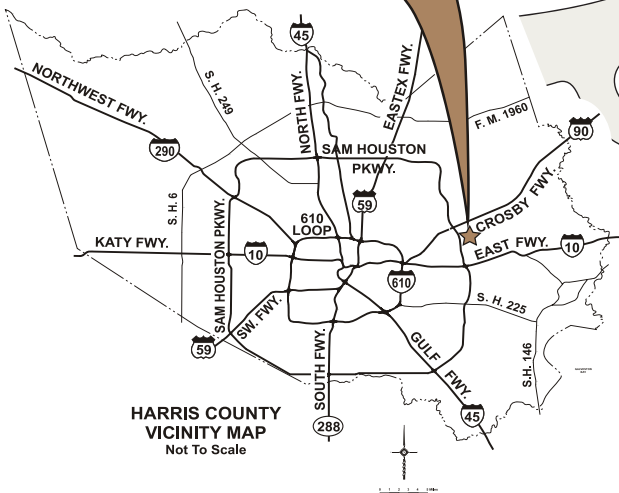 45
NORTHWEST FWY.
S. H. 249
NORTH FWY.
EASTEX FWY.
F. M. 1960
90
290
SAM HOUSTON
PKWY.
S. H. 6
59
CROSBY FWY.
610
LOOP
KATY FWY.
10
SAM HOUSTON PKWY.
EAST FWY.
10
610
S. H. 225
SW. FWY.
59
SOUTH FWY.
GULF FWY.
S.H. 146
HARRIS COUNTY
VICINITY MAP
Not To Scale
288
45